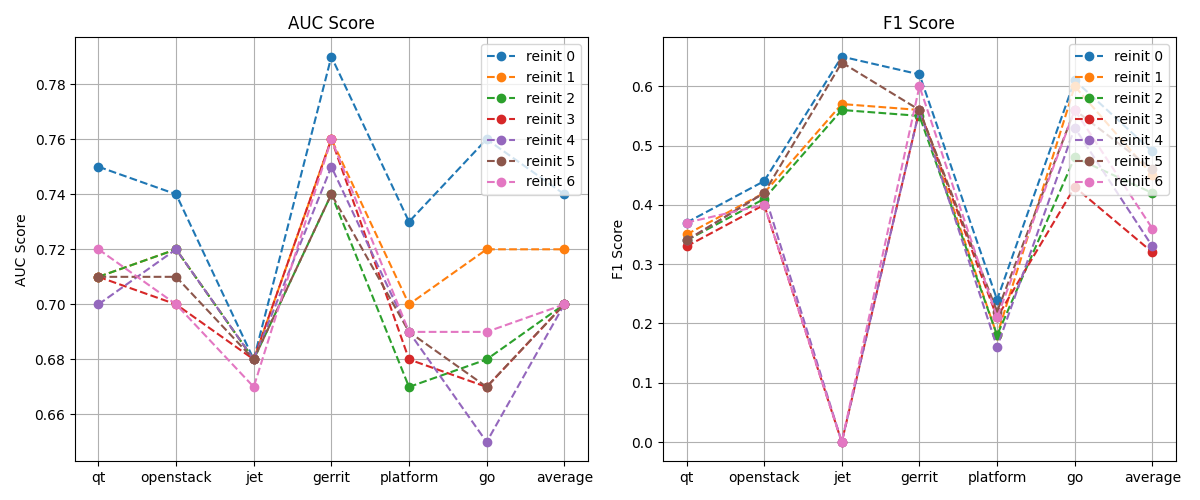 AUC Score
AUC Score
0.78
0.76
0.74
0.72
0.70
0.68
0.66
qt openstack jet gerrit platform go average
reinit 0
reinit 1
reinit 2
reinit 3
reinit 4
reinit 5
reinit 6
F1 Score
F1 Score
0.6
0.5
0.4
0.3
0.2
0.1
0.0
qt openstack jet gerrit platform go average
reinit 0
reinit 1
reinit 2
reinit 3
reinit 4
reinit 5
reinit 6